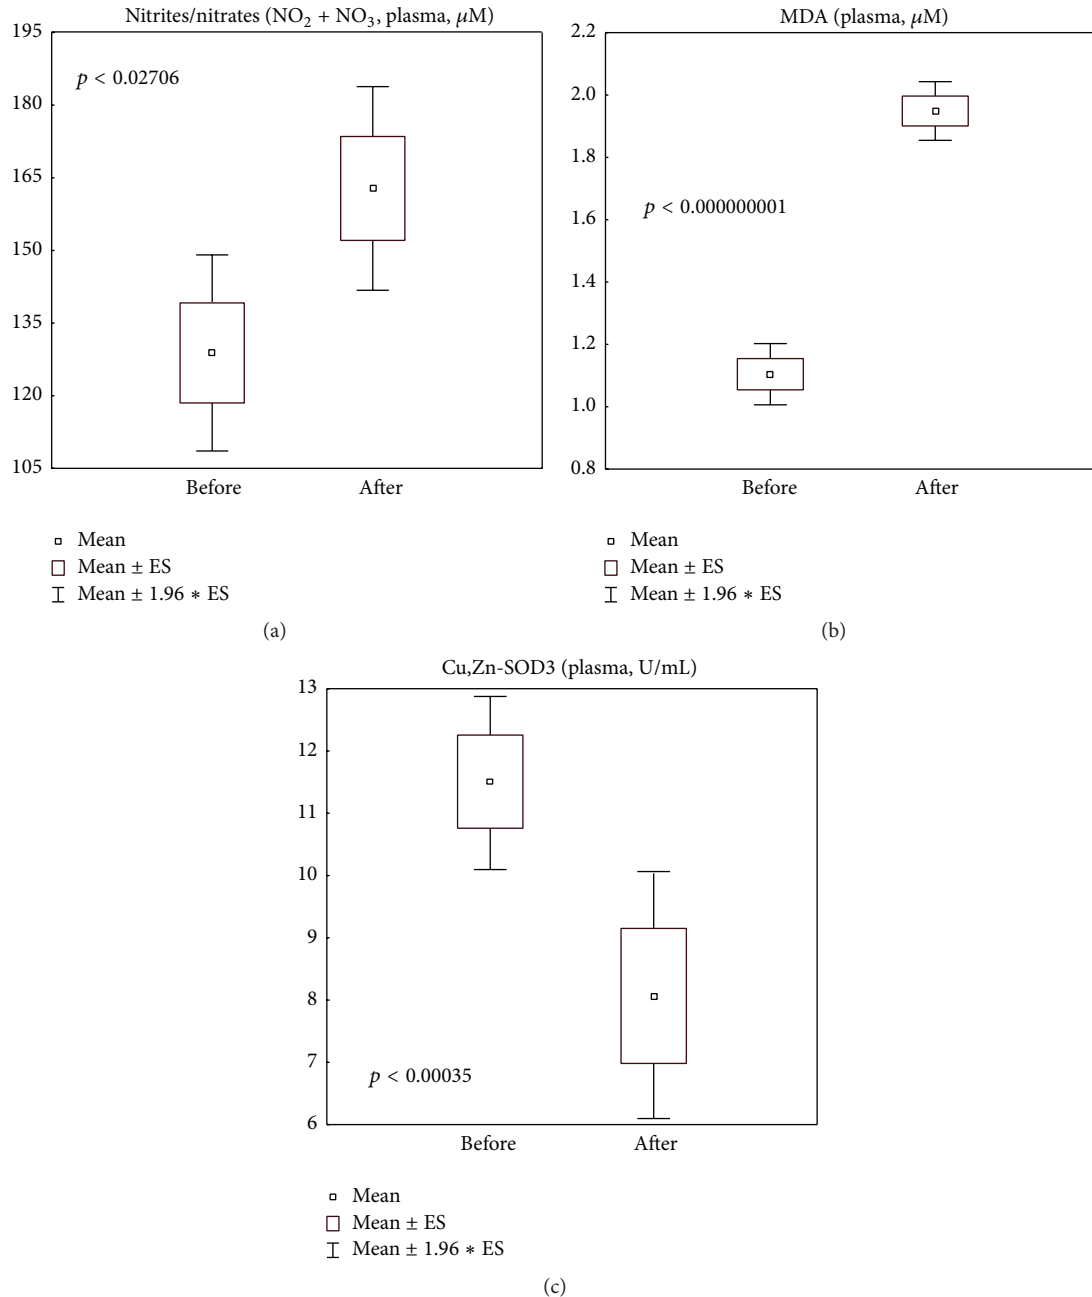 Nitrites/nitrates (NO₂ + NO₃, plasma, μM)
195
180
165
150
135
120
105
p < 0.02706
Before After
Mean
Mean ± ES
Mean ± 1.96 ∗ ES
(a)
MDA (plasma, μM)
2.2
2.0
1.8
1.6
1.4
1.2
1.0
0.8
p < 0.000000001
Before After
Mean
Mean ± ES
Mean ± 1.96 ∗ ES
(b)
Cu,Zn-SOD3 (plasma, U/mL)
13
12
11
10
9
8
7
6
p < 0.00035
Before After
Mean
Mean ± ES
Mean ± 1.96 ∗ ES
(c)